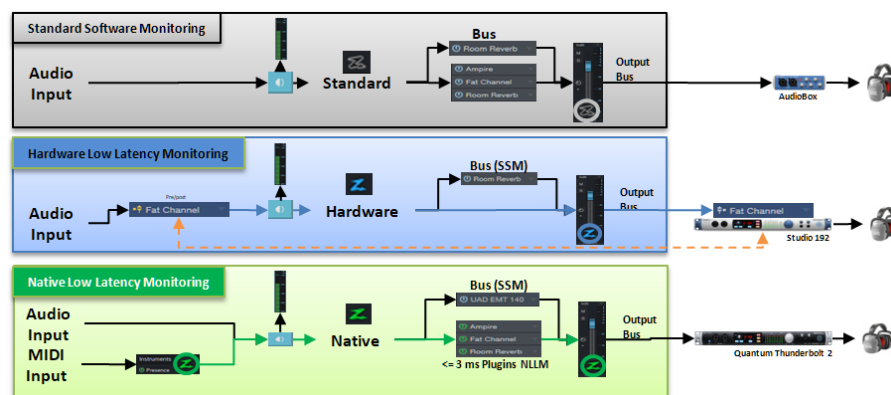 Standard Software Monitoring
Bus
Room Reverb
Audio
Input
Standard
Ampire
Fat Channel
Room Reverb
Output
Bus
AudioBox
Hardware Low Latency Monitoring
Bus (SSM)
Room Reverb
Pre/post
Fat Channel
Audio
Input
Hardware
Output
Bus
Fat Channel
Studio 192
Native Low Latency Monitoring
Bus (SSM)
UAD EMT 140
Audio
Input
MIDI
Input
Instruments
Presence
Native
Ampire
Fat Channel
Room Reverb
<= 3 ms Plugins NLLM
Output
Bus
Quantum Thunderbolt 2